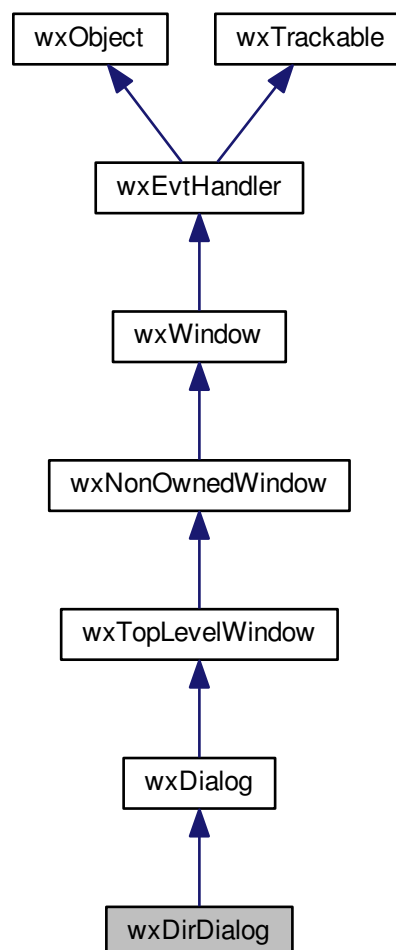 wxObject
wxTrackable
wxEvtHandler
wxWindow
wxNonOwnedWindow
wxTopLevelWindow
wxDialog
wxDirDialog